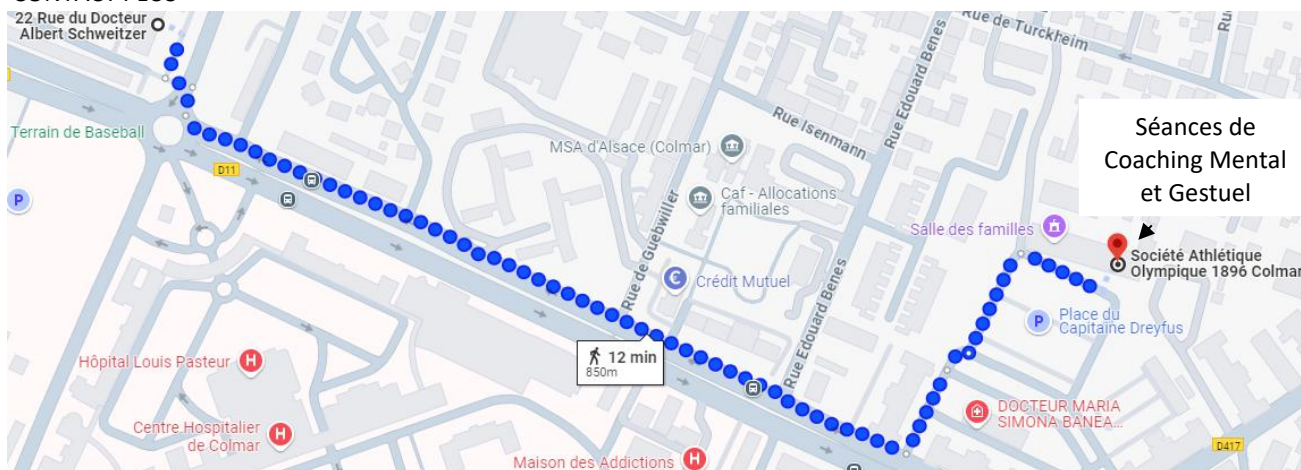 22 Rue du Docteur
Albert Schweitzer
Rue de Turckheim
Rue Edouard Benes
Terrain de Baseball
D11
P
MSA d'Alsace (Colmar)
Rue Isenmann
Séances de
Coaching Mental
et Gestuel
Caf - Allocations
familiales
Rue de Guebwiller
Salle des familles
Société Athlétique
Olympique 1896 Colmar
€
Crédit Mutuel
Rue Edouard Benes
P
Place du
Capitaine Dreyfus
12 min
850m
Hôpital Louis Pasteur
H
Centre Hospitalier
de Colmar
H
DOCTEUR MARIA
SIMONA BANEA...
D417
Maison des Addictions
H